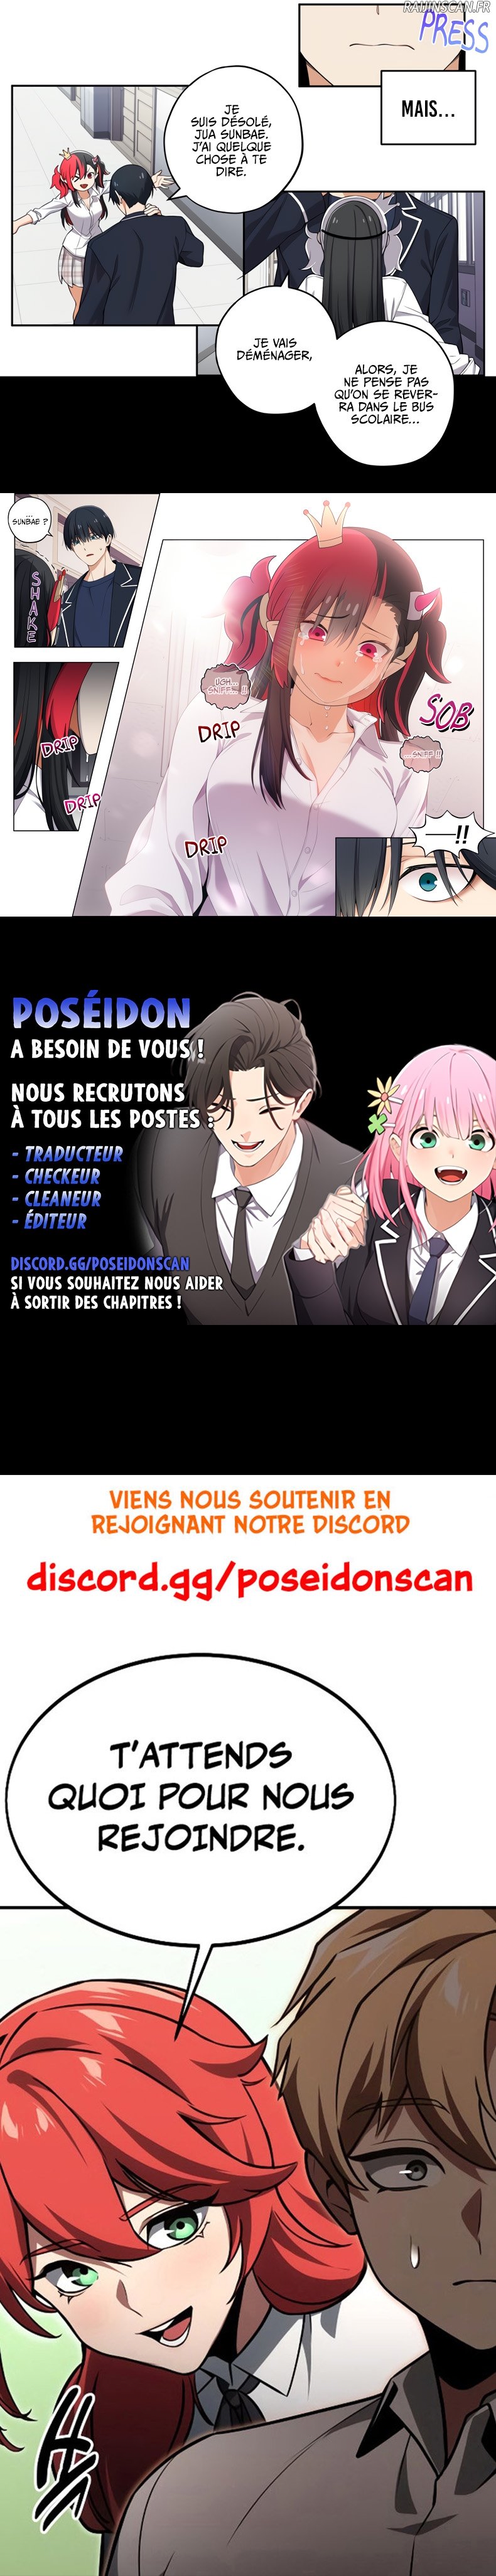 RAIJINSCAN.FR
PRESS
MAIS...
JE
SUIS DÉSOLÉ,
JUA SUNBAE.
J'AI QUELQUE
CHOSE À TE
DIRE.
JE VAIS
DÉMÉNAGER,
ALORS, JE
NE PENSE PAS
QU'ON SE REVER-
RA DANS LE BUS
SCOLAIRE...
...
SUNBAE ?
SHAKE
DRIP
DRIP
UGH...
SNIFF... !!
DRIP
SOB
...SNIFF !!
DRIP
—!!
POSÉIDON
A BESOIN DE VOUS !
NOUS RECRUTONS
À TOUS LES POSTES :
- TRADUCTEUR
- CHECKEUR
- CLEANEUR
- ÉDITEUR
DISCORD.GG/POSEIDONSCAN
SI VOUS SOUHAITEZ NOUS AIDER
À SORTIR DES CHAPITRES !
VIENS NOUS SOUTENIR EN
REJOIGNANT NOTRE DISCORD
discord.gg/poseidonscan
T'ATTENDS
QUOI POUR NOUS
REJOINDRE.